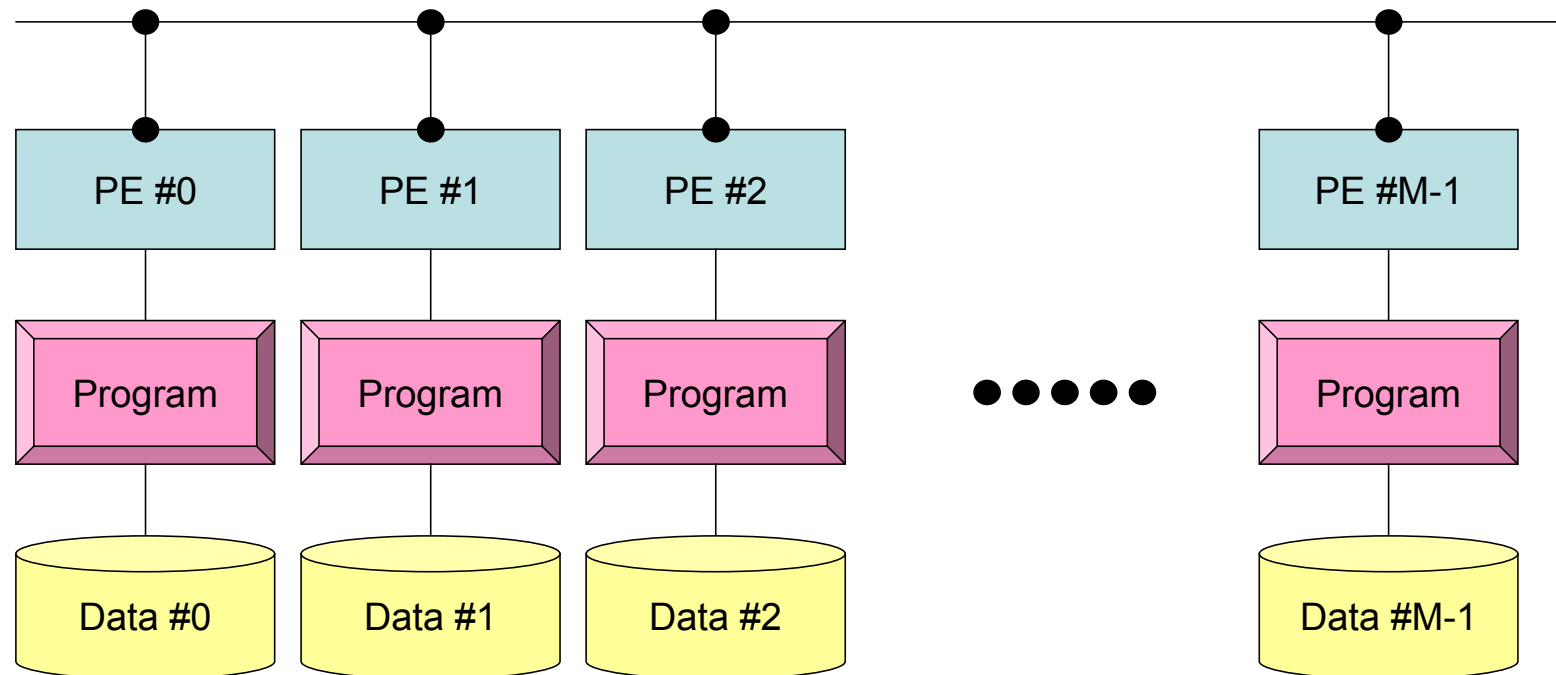 PE #0
PE #1
PE #2
PE #M-1
Program
Program
Program
Program
Data #0
Data #1
Data #2
Data #M-1